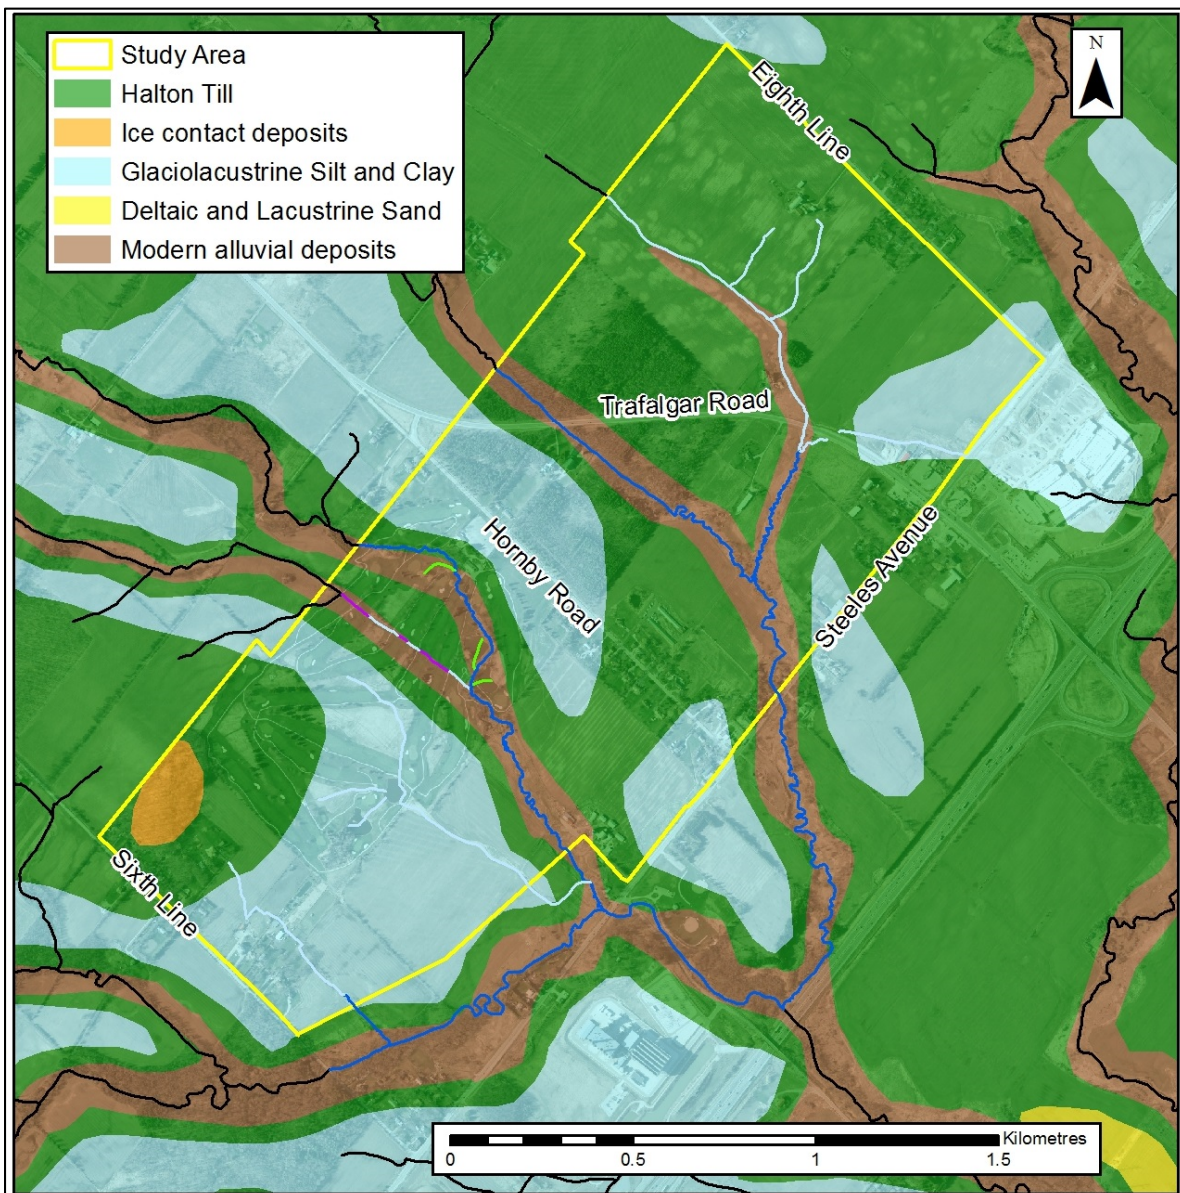 Study Area
Halton Till
Ice contact deposits
Glaciolacustrine Silt and Clay
Deltaic and Lacustrine Sand
Modern alluvial deposits
N
Eighth Line
Trafalgar Road
Hornby Road
Steeles Avenue
Sixth Line
Kilometres
0 0.5 1 1.5